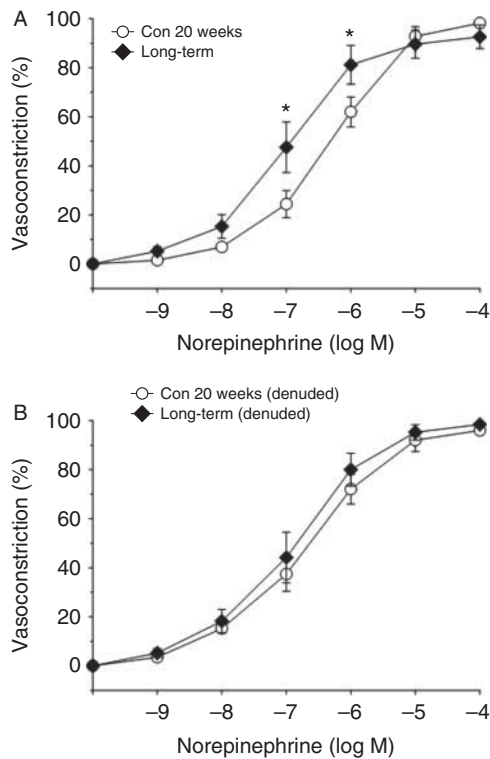 A
Con 20 weeks
Long-term
Vasoconstriction (%)
100
80
60
40
20
0
*
*
–9
–8
–7
–6
–5
–4
Norepinephrine (log M)
B
Con 20 weeks (denuded)
Long-term (denuded)
Vasoconstriction (%)
100
80
60
40
20
0
–9
–8
–7
–6
–5
–4
Norepinephrine (log M)